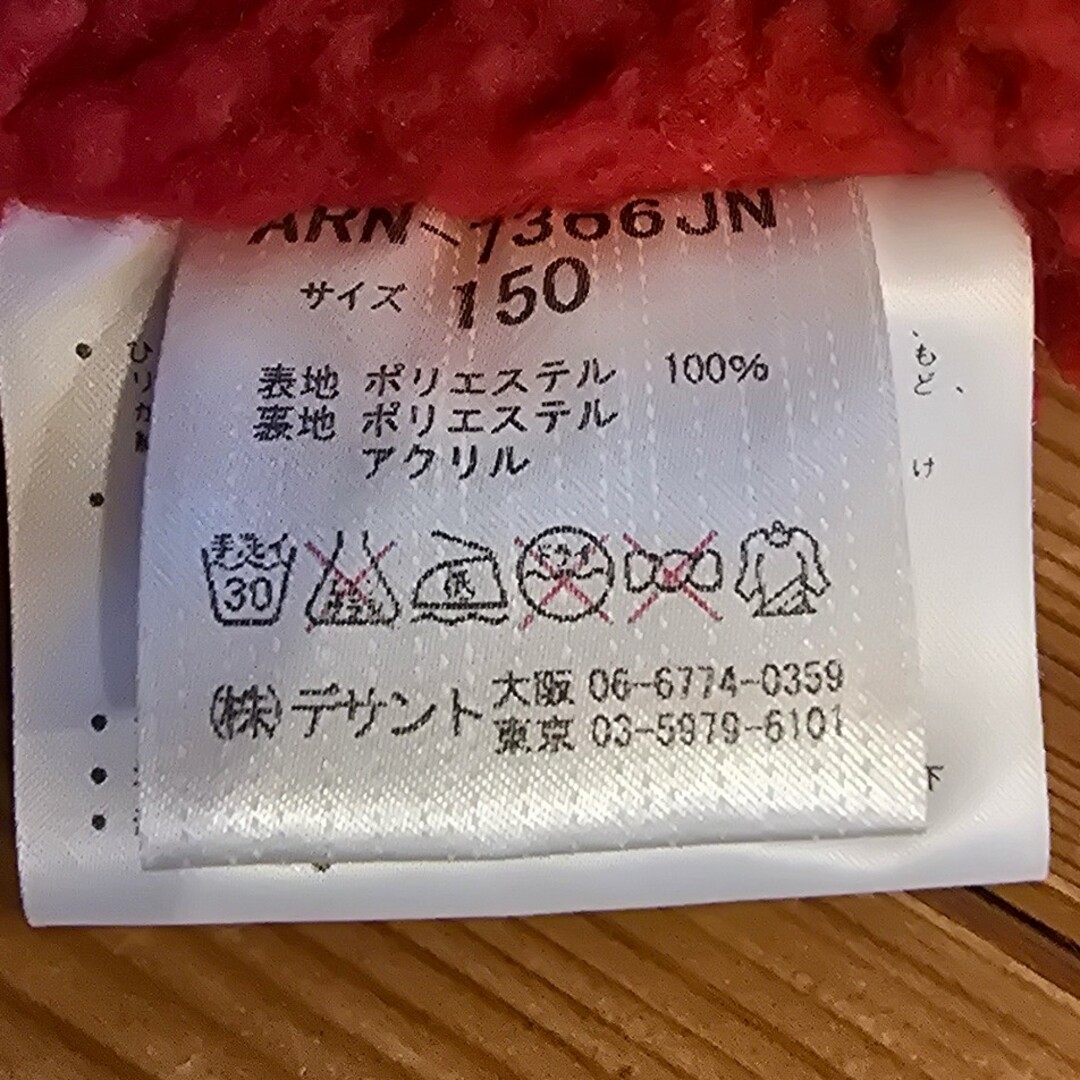 ARN-7366JN
サイズ 150
表地 ポリエステル 100%
裏地 ポリエステル
アクリル
手洗イ
30
低
(株)デサント 大阪 06-6774-0359
東京 03-5979-6101